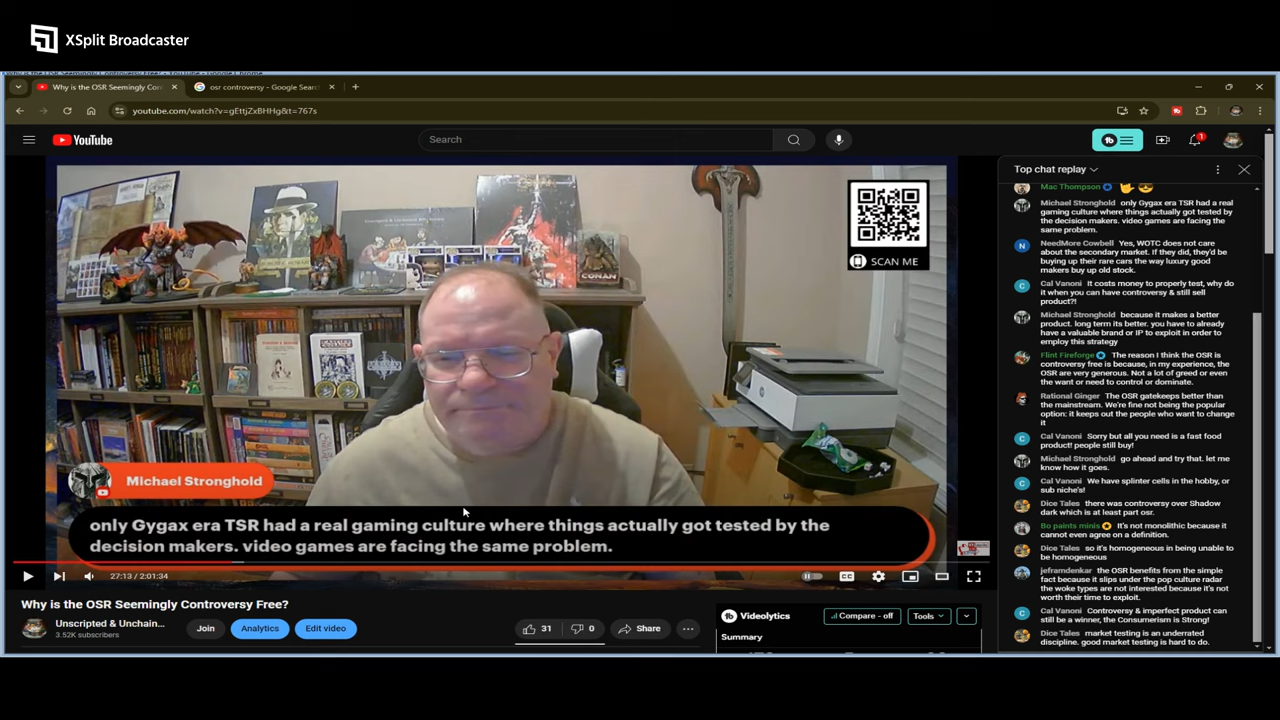 XSplit Broadcaster
Why is the OSR Seemingly Controversy Free? - YouTube - Google Chrome
Why is the OSR Seemingly Con
osr controversy - Google Sear
youtube.com/watch?v=gEttjZxBHHg&t=767s
YouTube
Search
1
SCAN ME
CONAN
Michael Stronghold
only Gygax era TSR had a real gaming culture where things actually got tested by the
decision makers. video games are facing the same problem.
27:13 / 2:01:34
CC
Why is the OSR Seemingly Controversy Free?
Unscripted & Unchain...
3.52K subscribers
Join
Analytics
Edit video
31
0
Share
Videolytics
Compare - off
Tools
Summary
Top chat replay
Mac Thompson
Michael Stronghold only Gygax era TSR had a real
gaming culture where things actually got tested by
the decision makers. video games are facing the
same problem.
N
NeedMore Cowbell Yes, WOTC does not care
about the secondary market. If they did, they'd be
buying up their rare cars the way luxury good
makers buy up old stock.
C
Cal Vanoni It costs money to properly test, why do
it when you can have controversy & still sell
product?!
Michael Stronghold because it makes a better
product. long term its better. you have to already
have a valuable brand or IP to exploit in order to
employ this strategy
Flint Fireforge The reason I think the OSR is
controversy free is because, in my experience, the
OSR are very generous. Not a lot of greed or even
the want or need to control or dominate.
Rational Ginger The OSR gatekeeps better than
the mainstream. We're fine not being the popular
option: it keeps out the people who want to change
it
C
Cal Vanoni Sorry but all you need is a fast food
product! people still buy!
Michael Stronghold go ahead and try that. let me
know how it goes.
C
Cal Vanoni We have splinter cells in the hobby, or
sub niche's!
Dice Tales there was controversy over Shadow
dark which is at least part osr.
Bo paints minis It's not monolithic because it
cannot even agree on a definition.
Dice Tales so it's homogeneous in being unable to
be homogeneous
jeframdenkar the OSR benefits from the simple
fact because it slips under the pop culture radar
the woke types are not interested because it's not
worth their time to exploit.
C
Cal Vanoni Controversy & imperfect product can
still be a winner, the Consumerism is Strong!
Dice Tales market testing is an underrated
discipline. good market testing is hard to do.